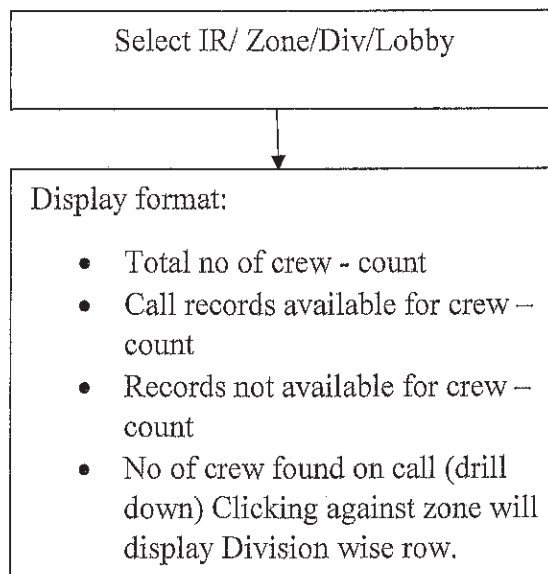 Select IR/ Zone/Div/Lobby
Display format:
• Total no of crew - count
• Call records available for crew –
count
• Records not available for crew –
count
• No of crew found on call (drill
down) Clicking against zone will
display Division wise row.